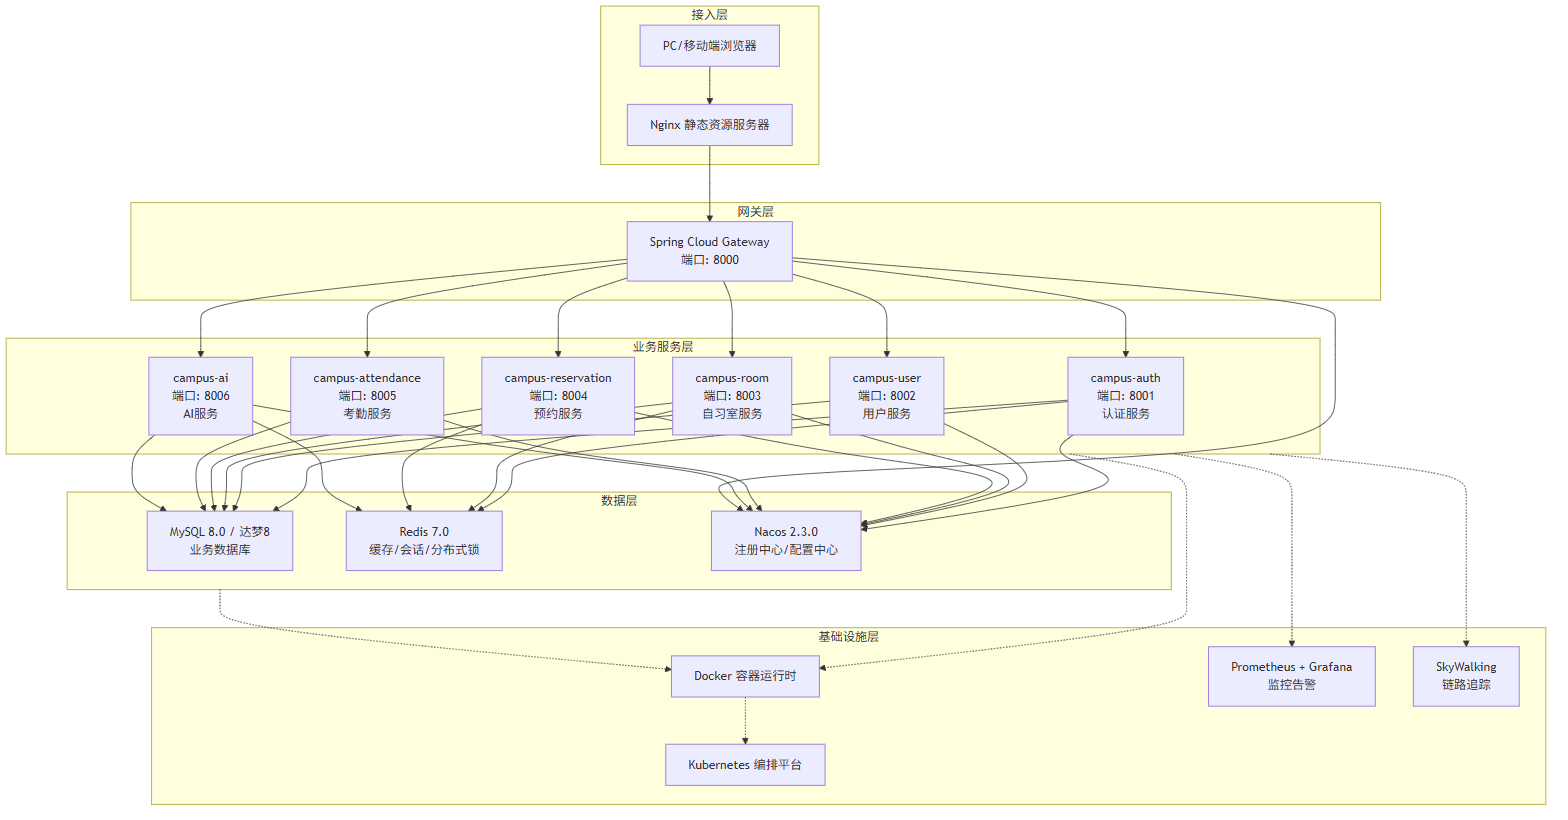 接入层
PC/移动端浏览器
Nginx 静态资源服务器
网关层
Spring Cloud Gateway
端口: 8000
业务服务层
campus-ai
端口: 8006
AI服务
campus-attendance
端口: 8005
考勤服务
campus-reservation
端口: 8004
预约服务
campus-room
端口: 8003
自习室服务
campus-user
端口: 8002
用户服务
campus-auth
端口: 8001
认证服务
数据层
MySQL 8.0 / 达梦8
业务数据库
Redis 7.0
缓存/会话/分布式锁
Nacos 2.3.0
注册中心/配置中心
基础设施层
Docker 容器运行时
Prometheus + Grafana
监控告警
SkyWalking
链路追踪
Kubernetes 编排平台